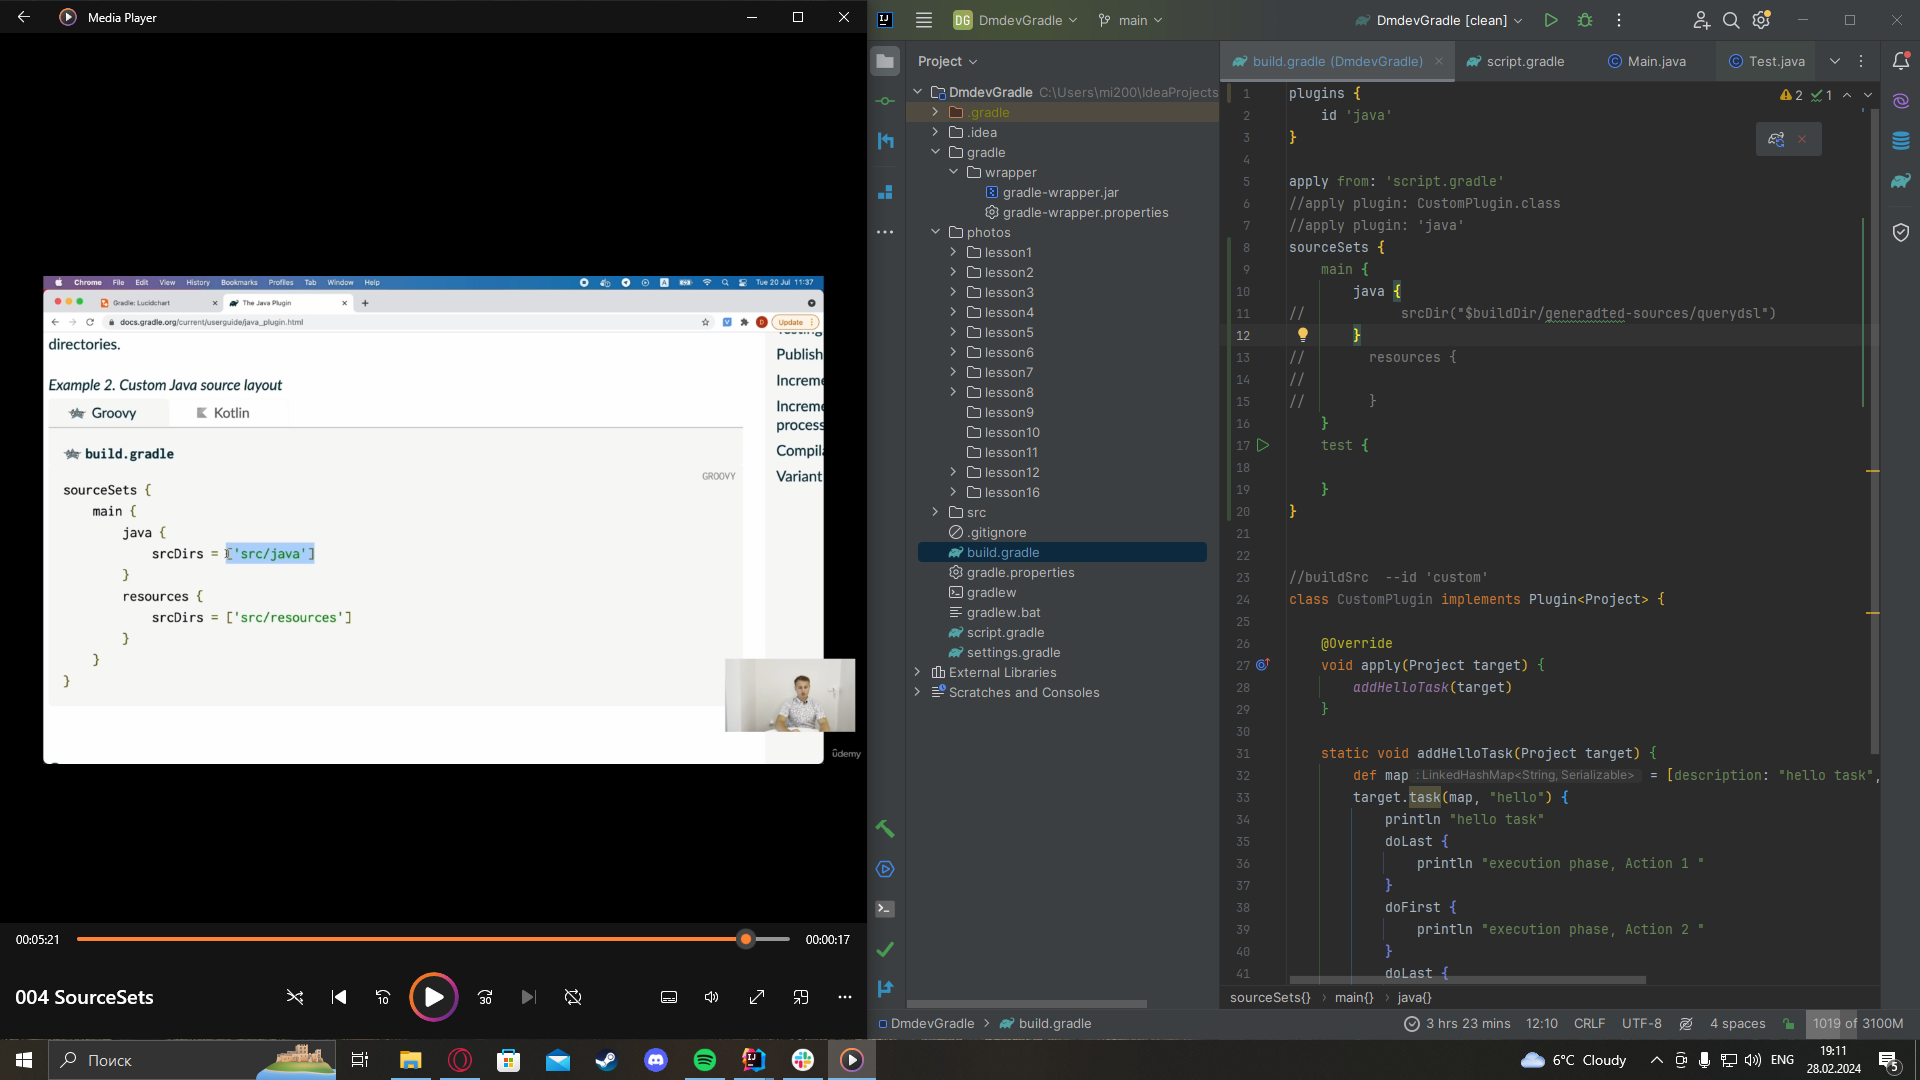 Media Player
Chrome File Edit View History Bookmarks Profiles Tab Window Help
Tue 20 Jul 11:37
Gradle: Lucidchart
The Java Plugin
docs.gradle.org/current/userguide/java_plugin.html
Update
directories.
Example 2. Custom Java source layout
Groovy
Kotlin
build.gradle
GROOVY
sourceSets {
main {
java {
srcDirs = ['src/java']
}
resources {
srcDirs = ['src/resources']
}
}
}
Publish
Increme
Increme
process
Compila
Variant
ûdemy
00:05:21
00:00:17
004 SourceSets
10
30
DG DmdevGradle
main
DmdevGradle [clean]
Project
DmdevGradle C:\Users\mi200\IdeaProjects
.gradle
.idea
gradle
wrapper
gradle-wrapper.jar
gradle-wrapper.properties
photos
lesson1
lesson2
lesson3
lesson4
lesson5
lesson6
lesson7
lesson8
lesson9
lesson10
lesson11
lesson12
lesson16
src
.gitignore
build.gradle
gradle.properties
gradlew
gradlew.bat
script.gradle
settings.gradle
External Libraries
Scratches and Consoles
build.gradle (DmdevGradle)
script.gradle
Main.java
Test.java
2 1
1 plugins {
2 id 'java'
3 }
4
5 apply from: 'script.gradle'
6 //apply plugin: CustomPlugin.class
7 //apply plugin: 'java'
8 sourceSets {
9 main {
10 java {
11 // srcDir("$buildDir/generadted-sources/querydsl")
12 }
13 // resources {
14 //
15 // }
16 }
17 test {
18
19 }
20 }
21
22
23 //buildSrc --id 'custom'
24 class CustomPlugin implements Plugin<Project> {
25
26 @Override
27 void apply(Project target) {
28 addHelloTask(target)
29 }
30
31 static void addHelloTask(Project target) {
32 def map : LinkedHashMap<String, Serializable> = [description: "hello task",
33 target.task(map, "hello") {
34 println "hello task"
35 doLast {
36 println "execution phase, Action 1 "
37 }
38 doFirst {
39 println "execution phase, Action 2 "
40 }
41 doLast {
sourceSets{} › main{} › java{}
DmdevGradle › build.gradle
3 hrs 23 mins
12:10
CRLF
UTF-8
4 spaces
1019 of 3100M
Поиск
6°C Cloudy
ENG
19:11
28.02.2024
5